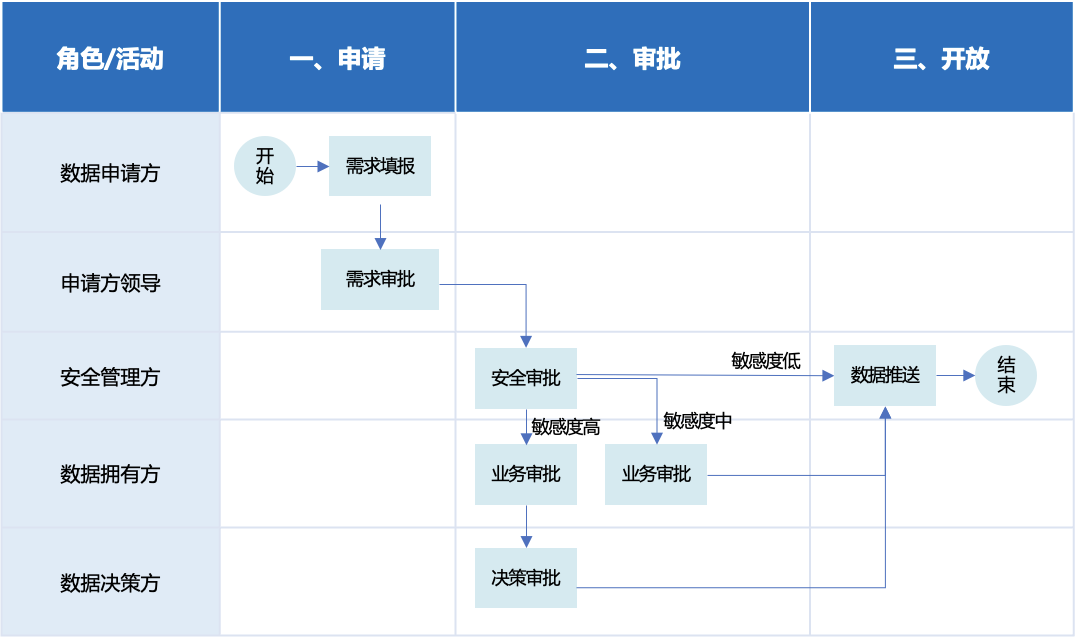 角色/活动
一、申请
二、审批
三、开放
数据申请方
开
始
需求填报
申请方领导
需求审批
安全管理方
安全审批
敏感度低
数据推送
结
束
敏感度高
敏感度中
数据拥有方
业务审批
业务审批
数据决策方
决策审批